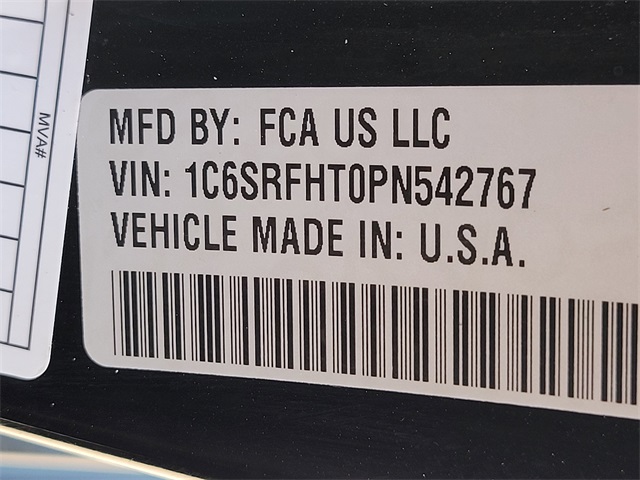 MVA#
MFD BY: FCA US LLC
VIN: 1C6SRFHT0PN542767
VEHICLE MADE IN: U.S.A.